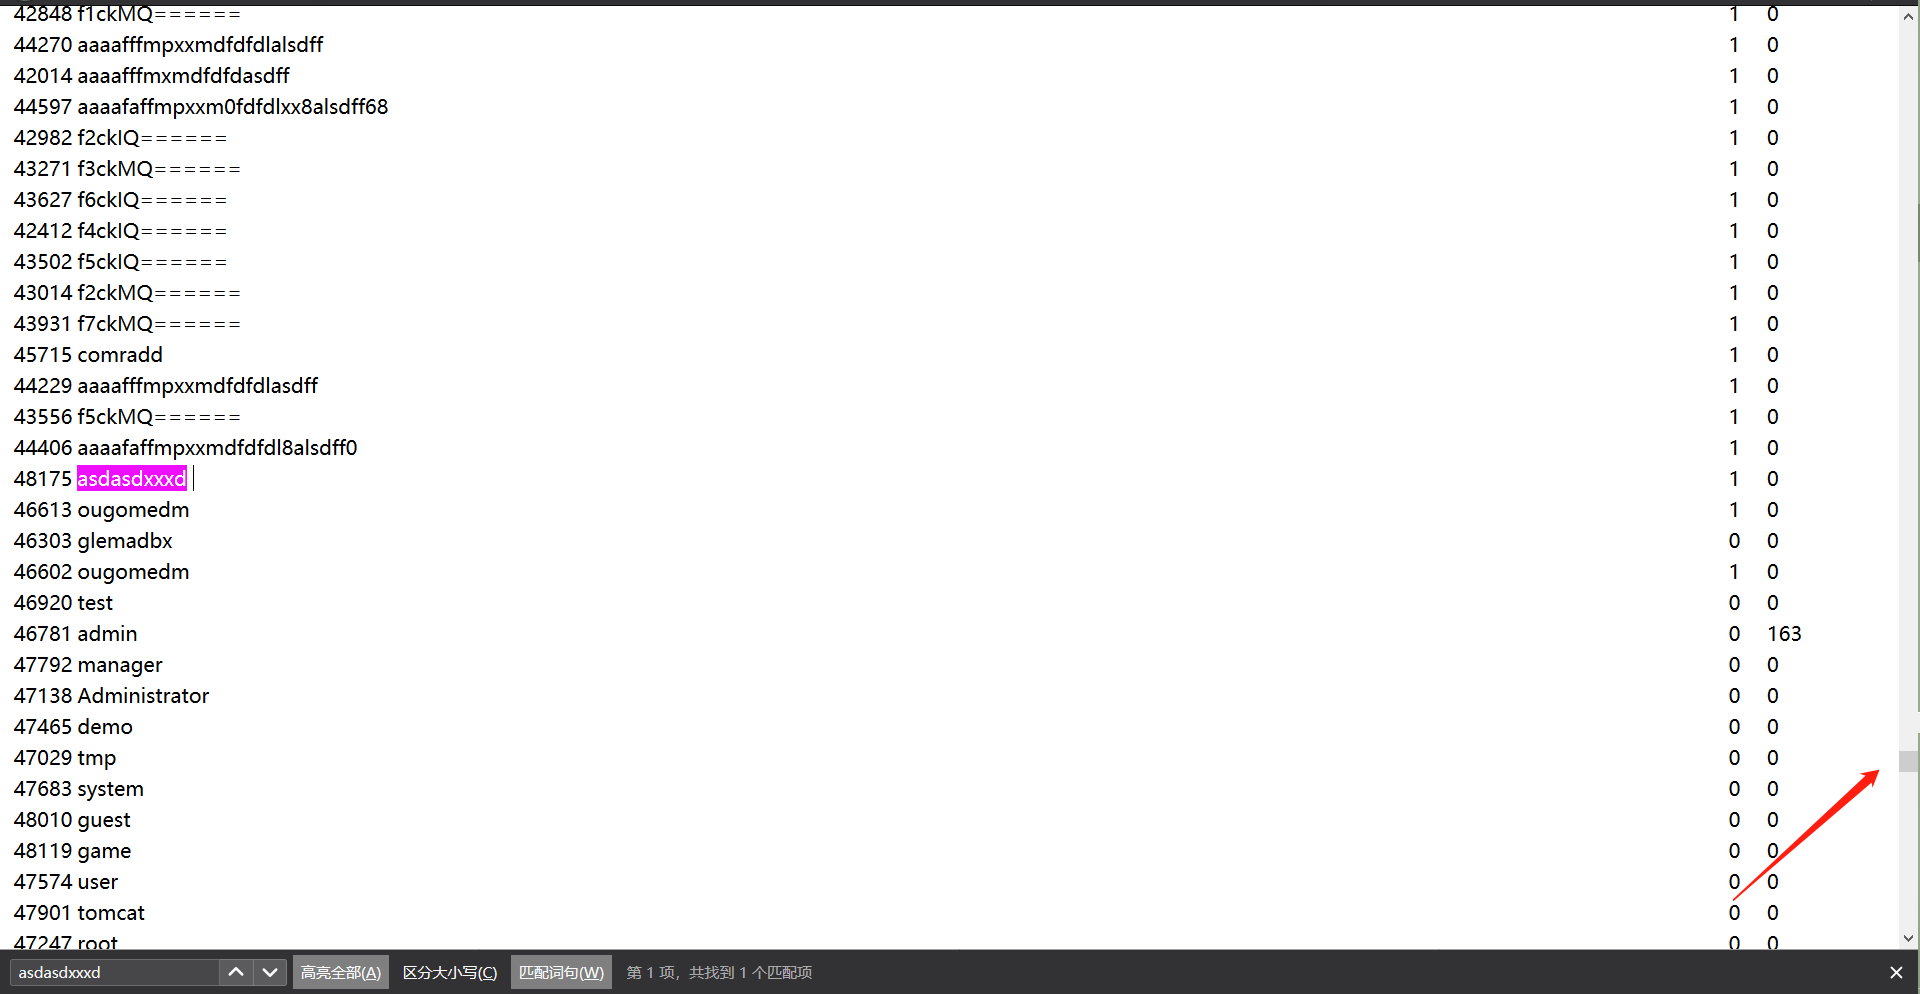 42848 f1ckMQ====== 1 0
44270 aaaafffmpxxmdfdfdlalsdff 1 0
42014 aaaafffmxmdfdfdasdff 1 0
44597 aaaafaffmpxxm0fdfdlxx8alsdff68 1 0
42982 f2ckIQ====== 1 0
43271 f3ckMQ====== 1 0
43627 f6ckIQ====== 1 0
42412 f4ckIQ====== 1 0
43502 f5ckIQ====== 1 0
43014 f2ckMQ====== 1 0
43931 f7ckMQ====== 1 0
45715 comradd 1 0
44229 aaaafffmpxxmdfdfdlasdff 1 0
43556 f5ckMQ====== 1 0
44406 aaaafaffmpxxmdfdfdl8alsdff0 1 0
48175 asdasdxxxd 1 0
46613 ougomedm 1 0
46303 glemadbx 0 0
46602 ougomedm 1 0
46920 test 0 0
46781 admin 0 163
47792 manager 0 0
47138 Administrator 0 0
47465 demo 0 0
47029 tmp 0 0
47683 system 0 0
48010 guest 0 0
48119 game 0 0
47574 user 0 0
47901 tomcat 0 0
47247 root 0 0
asdasdxxxd 高亮全部(A) 区分大小写(C) 匹配词句(W) 第 1 项，共找到 1 个匹配项